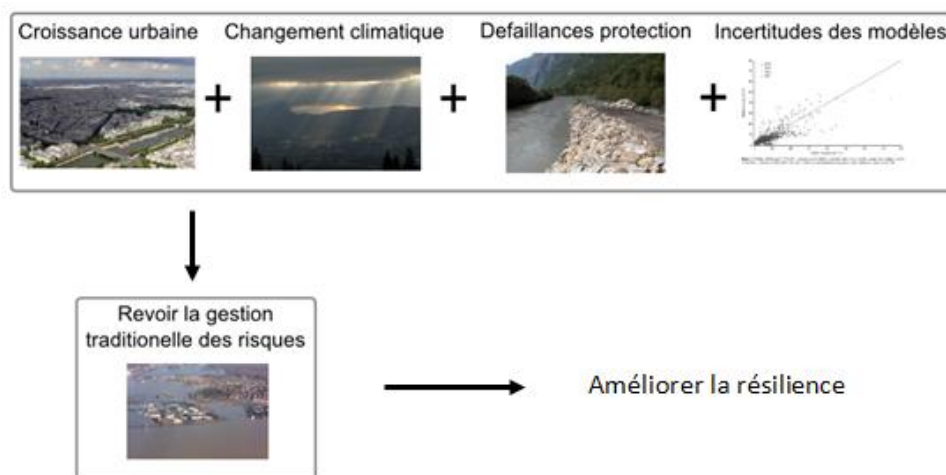 Croissance urbaine
Changement climatique
Defaillances protection
Incertitudes des modèles
+
+
+
Revoir la gestion
traditionelle des risques
Améliorer la résilience